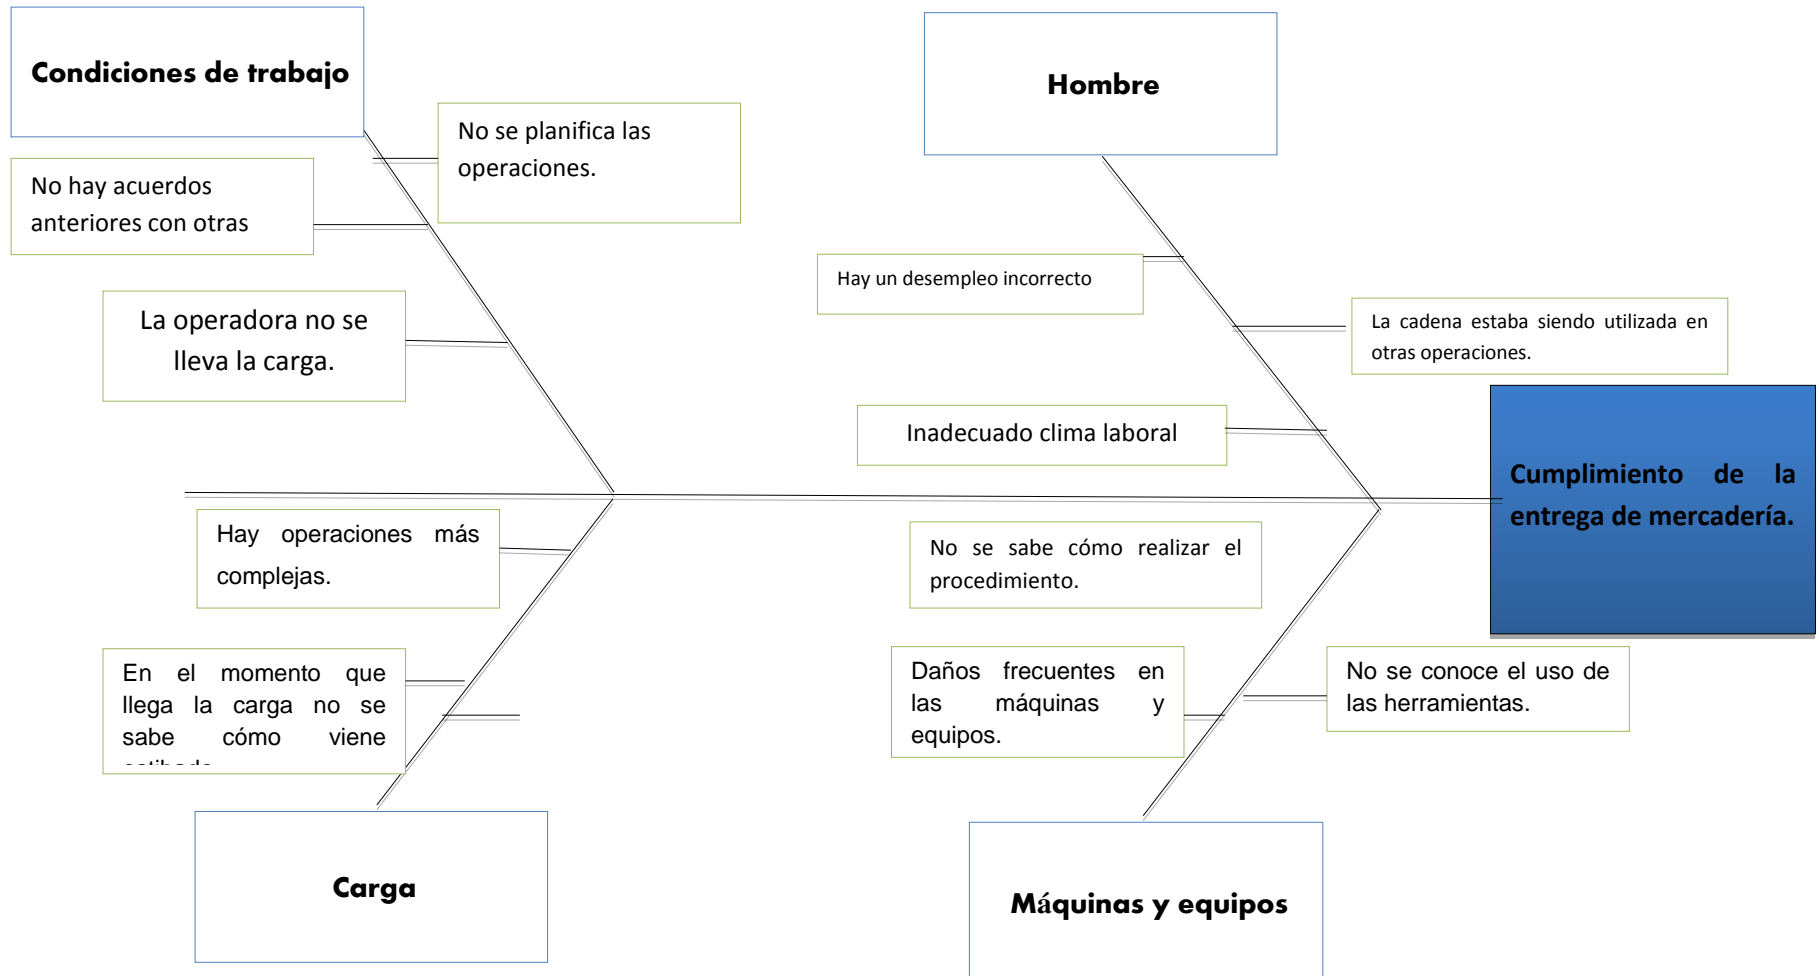 Condiciones de trabajo
Hombre
No se planifica las
operaciones.
No hay acuerdos
anteriores con otras
Hay un desempleo incorrecto
La operadora no se
lleva la carga.
La cadena estaba siendo utilizada en
otras operaciones.
Inadecuado clima laboral
Cumplimiento de la
entrega de mercadería.
Hay operaciones más
complejas.
No se sabe cómo realizar el
procedimiento.
En el momento que
llega la carga no se
sabe cómo viene
Daños frecuentes en
las máquinas y
equipos.
No se conoce el uso de
las herramientas.
Carga
Máquinas y equipos